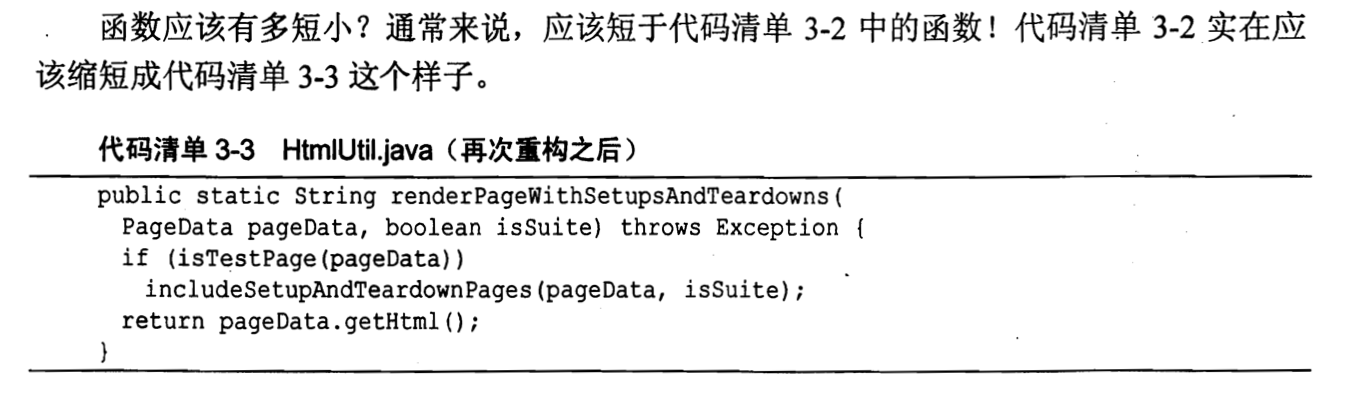 函数应该有多短小？通常来说，应该短于代码清单 3-2 中的函数！代码清单 3-2 实在应
该缩短成代码清单 3-3 这个样子。
代码清单 3-3 HtmlUtil.java（再次重构之后）
public static String renderPageWithSetupsAndTeardowns(
  PageData pageData, boolean isSuite) throws Exception {
  if (isTestPage(pageData))
    includeSetupAndTeardownPages(pageData, isSuite);
  return pageData.getHtml();
}